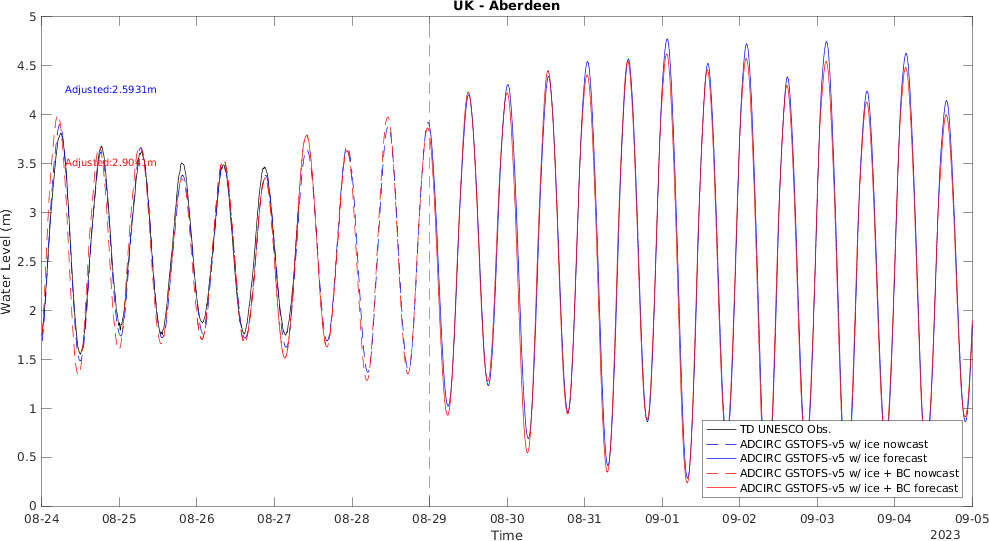 UK - Aberdeen
5
4.5
Adjusted:2.5931m
4
3.5
Adjusted:2.9041m
3
2.5
2
1.5
1
0.5
0
Water Level (m)
TD UNESCO Obs.
ADCIRC GSTOFS-v5 w/ ice nowcast
ADCIRC GSTOFS-v5 w/ ice forecast
ADCIRC GSTOFS-v5 w/ ice + BC nowcast
ADCIRC GSTOFS-v5 w/ ice + BC forecast
08-24 08-25 08-26 08-27 08-28 08-29 08-30 08-31 09-01 09-02 09-03 09-04 09-05
Time
2023